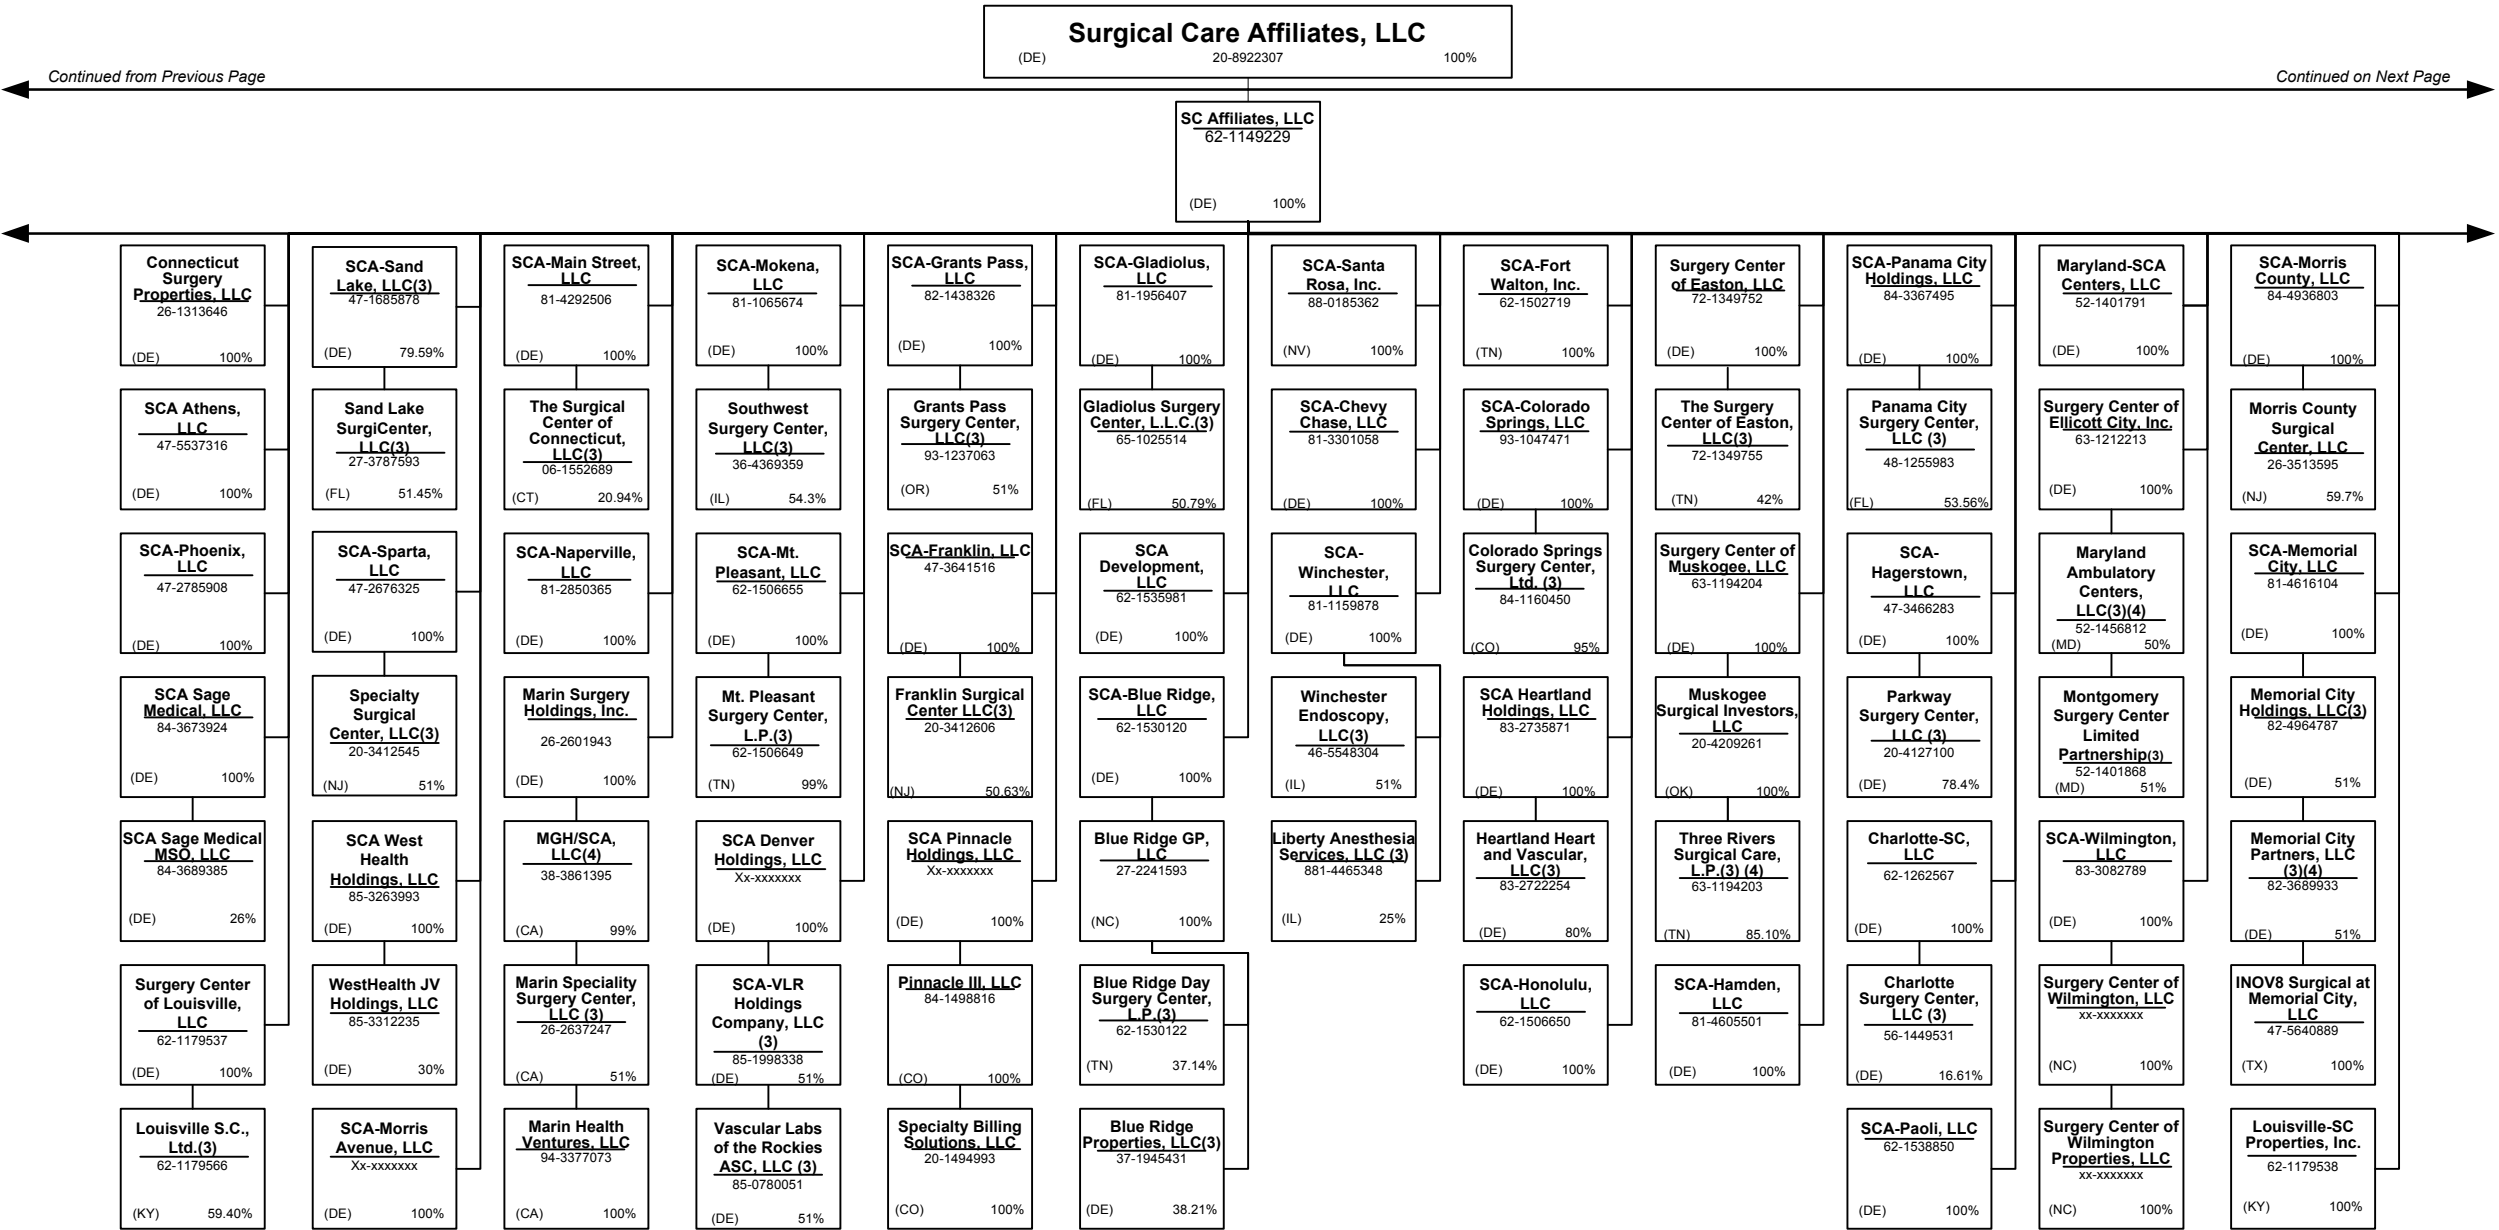 Surgical Care Affiliates, LLC
(DE) 20-8922307 100%
Continued from Previous Page
Continued on Next Page
SC Affiliates, LLC
62-1149229
(DE) 100%
Connecticut
Surgery
Properties, LLC
26-1313646
(DE) 100%
SCA Athens,
LLC
47-5537316
(DE) 100%
SCA-Phoenix,
LLC
47-2785908
(DE) 100%
SCA Sage
Medical, LLC
84-3673924
(DE) 100%
SCA Sage Medical
MSO, LLC
84-3689385
(DE) 26%
Surgery Center
of Louisville,
LLC
62-1179537
(DE) 100%
Louisville S.C.,
Ltd.(3)
62-1179566
(KY) 59.40%
SCA-Sand
Lake, LLC(3)
47-1685878
(DE) 79.59%
Sand Lake
SurgiCenter,
LLC(3)
27-3787593
(FL) 51.45%
SCA-Sparta,
LLC
47-2676325
(DE) 100%
Specialty
Surgical
Center, LLC(3)
20-3412545
(NJ) 51%
SCA West
Health
Holdings, LLC
85-3263993
(DE) 100%
WestHealth JV
Holdings, LLC
85-3312235
(DE) 30%
SCA-Morris
Avenue, LLC
Xx-xxxxxxx
(DE) 100%
SCA-Main Street,
LLC
81-4292506
(DE) 100%
The Surgical
Center of
Connecticut,
LLC(3)
06-1552689
(CT) 20.94%
SCA-Naperville,
LLC
81-2850365
(DE) 100%
Marin Surgery
Holdings, Inc.
26-2601943
(DE) 100%
MGH/SCA,
LLC(4)
38-3861395
(CA) 99%
Marin Speciality
Surgery Center,
LLC (3)
26-2637247
(CA) 51%
Marin Health
Ventures, LLC
94-3377073
(CA) 100%
SCA-Mokena,
LLC
81-1065674
(DE) 100%
Southwest
Surgery Center,
LLC(3)
36-4369359
(IL) 54.3%
SCA-Mt.
Pleasant, LLC
62-1506655
(DE) 100%
Mt. Pleasant
Surgery Center,
L.P.(3)
62-1506649
(TN) 99%
SCA Denver
Holdings, LLC
Xx-xxxxxxx
(DE) 100%
SCA-VLR
Holdings
Company, LLC
(3)
85-1998338
(DE) 51%
Vascular Labs
of the Rockies
ASC, LLC (3)
85-0780051
(DE) 51%
SCA-Grants Pass,
LLC
82-1438326
(DE) 100%
Grants Pass
Surgery Center,
LLC(3)
93-1237063
(OR) 51%
SCA-Franklin, LLC
47-3641516
(DE) 100%
Franklin Surgical
Center LLC(3)
20-3412606
(NJ) 50.63%
SCA Pinnacle
Holdings, LLC
Xx-xxxxxxx
(DE) 100%
Pinnacle III, LLC
84-1498816
(CO) 100%
Specialty Billing
Solutions, LLC
20-1494993
(CO) 100%
SCA-Gladiolus,
LLC
81-1956407
(DE) 100%
Gladiolus Surgery
Center, L.L.C.(3)
65-1025514
(FL) 50.79%
SCA
Development,
LLC
62-1535981
(DE) 100%
SCA-Blue Ridge,
LLC
62-1530120
(DE) 100%
Blue Ridge GP,
LLC
27-2241593
(NC) 100%
Blue Ridge Day
Surgery Center,
L.P.(3)
62-1530122
(TN) 37.14%
Blue Ridge
Properties, LLC(3)
37-1945431
(DE) 38.21%
SCA-Santa
Rosa, Inc.
88-0185362
(NV) 100%
SCA-Chevy
Chase, LLC
81-3301058
(DE) 100%
SCA-
Winchester,
LLC
81-1159878
(DE) 100%
Winchester
Endoscopy,
LLC(3)
46-5548304
(IL) 51%
Liberty Anesthesia
Services, LLC (3)
881-4465348
(IL) 25%
SCA-Fort
Walton, Inc.
62-1502719
(TN) 100%
SCA-Colorado
Springs, LLC
93-1047471
(DE) 100%
Colorado Springs
Surgery Center,
Ltd. (3)
84-1160450
(CO) 95%
SCA Heartland
Holdings, LLC
83-2735871
(DE) 100%
Heartland Heart
and Vascular,
LLC(3)
83-2722254
(DE) 80%
SCA-Honolulu,
LLC
62-1506650
(DE) 100%
Surgery Center
of Easton, LLC
72-1349752
(DE) 100%
The Surgery
Center of Easton,
LLC(3)
72-1349755
(TN) 42%
Surgery Center of
Muskogee, LLC
63-1194204
(DE) 100%
Muskogee
Surgical Investors,
LLC
20-4209261
(OK) 100%
Three Rivers
Surgical Care,
L.P.(3) (4)
63-1194203
(TN) 85.10%
SCA-Hamden,
LLC
81-4605501
(DE) 100%
SCA-Panama City
Holdings, LLC
84-3367495
(DE) 100%
Panama City
Surgery Center,
LLC (3)
48-1255983
(FL) 53.56%
SCA-
Hagerstown,
LLC
47-3466283
(DE) 100%
Parkway
Surgery Center,
LLC (3)
20-4127100
(DE) 78.4%
Charlotte-SC,
LLC
62-1262567
(DE) 100%
Charlotte
Surgery Center,
LLC (3)
56-1449531
(DE) 16.61%
SCA-Paoli, LLC
62-1538850
(DE) 100%
Maryland-SCA
Centers, LLC
52-1401791
(DE) 100%
Surgery Center of
Ellicott City, Inc.
63-1212213
(DE) 100%
Maryland
Ambulatory
Centers,
LLC(3)(4)
52-1456812
(MD) 50%
Montgomery
Surgery Center
Limited
Partnership(3)
52-1401868
(MD) 51%
SCA-Wilmington,
LLC
83-3082789
(DE) 100%
Surgery Center of
Wilmington, LLC
xx-xxxxxxx
(NC) 100%
Surgery Center of
Wilmington
Properties, LLC
xx-xxxxxxx
(NC) 100%
SCA-Morris
County, LLC
84-4936803
(DE) 100%
Morris County
Surgical
Center, LLC
26-3513595
(NJ) 59.7%
SCA-Memorial
City, LLC
81-4616104
(DE) 100%
Memorial City
Holdings, LLC(3)
82-4964787
(DE) 51%
Memorial City
Partners, LLC
(3)(4)
82-3689933
(DE) 51%
INOV8 Surgical at
Memorial City,
LLC
47-5640889
(TX) 100%
Louisville-SC
Properties, Inc.
62-1179538
(KY) 100%